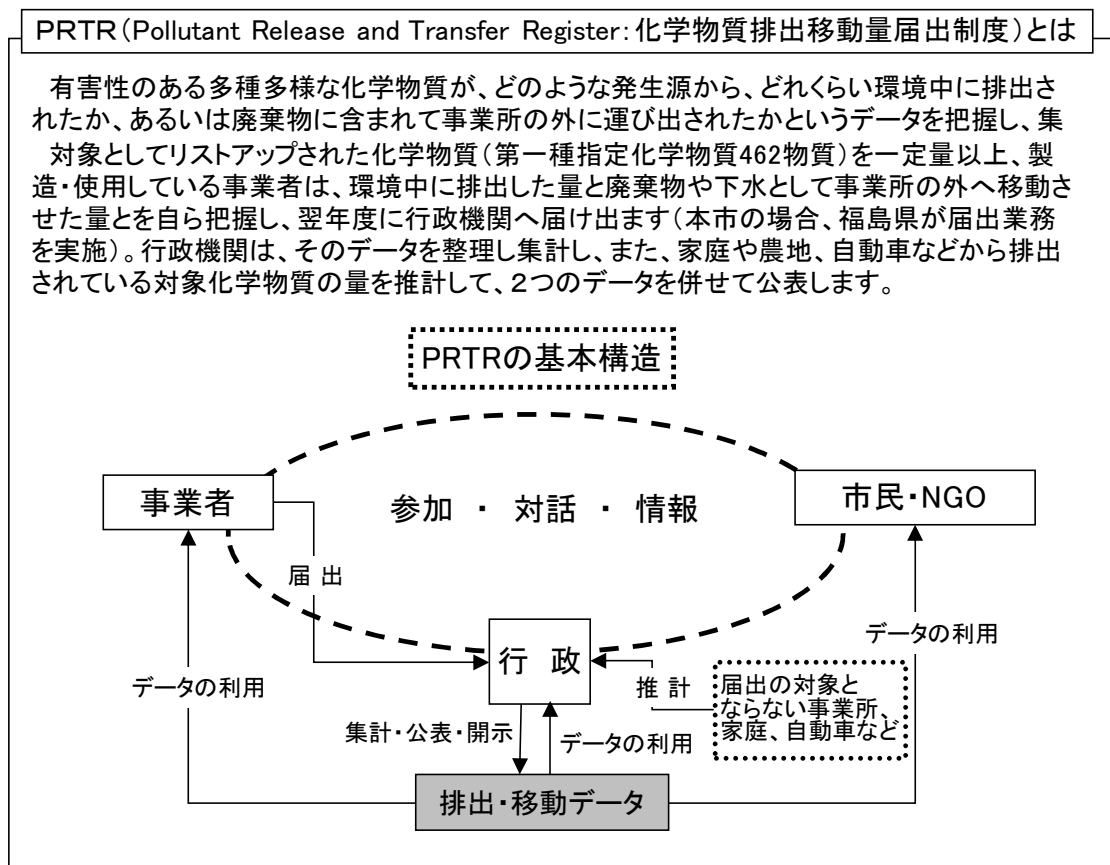 PRTR(Pollutant Release and Transfer Register:化学物質排出移動量届出制度)とは
有害性のある多種多様な化学物質が、どのような発生源から、どれくらい環境中に排出さ
れたか、あるいは廃棄物に含まれて事業所の外に運び出されたかというデータを把握し、集
対象としてリストアップされた化学物質(第一種指定化学物質462物質)を一定量以上、製
造・使用している事業者は、環境中に排出した量と廃棄物や下水として事業所の外へ移動さ
せた量とを自ら把握し、翌年度に行政機関へ届け出ます(本市の場合、福島県が届出業務
を実施)。行政機関は、そのデータを整理し集計し、また、家庭や農地、自動車などから排出
されている対象化学物質の量を推計して、2つのデータを併せて公表します。
PRTRの基本構造
事業者
参加 ・ 対話 ・ 情報
市民・NGO
届 出
行 政
データの利用
データの利用
推 計
届出の対象と
ならない事業所、
家庭、自動車など
集計・公表・開示
データの利用
排出・移動データ